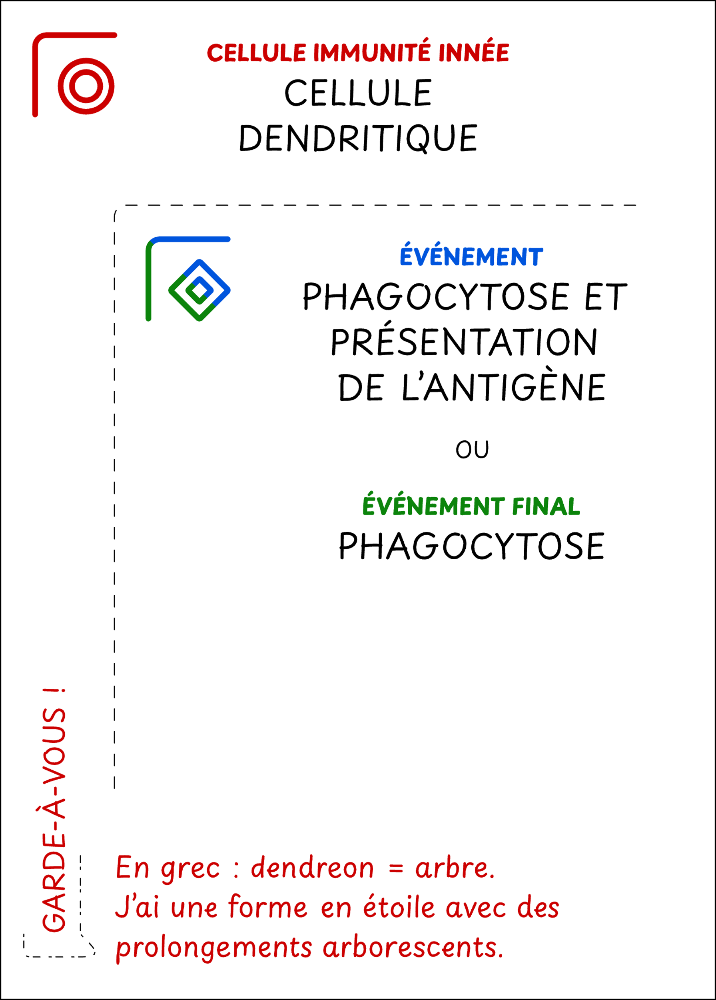 CELLULE IMMUNITÉ INNÉE
CELLULE
DENDRITIQUE
ÉVÉNEMENT
PHAGOCYTOSE ET
PRÉSENTATION
DE L’ANTIGÈNE
OU
ÉVÉNEMENT FINAL
PHAGOCYTOSE
GARDE-À-VOUS !
En grec : dendreon = arbre.
J’ai une forme en étoile avec des
prolongements arborescents.